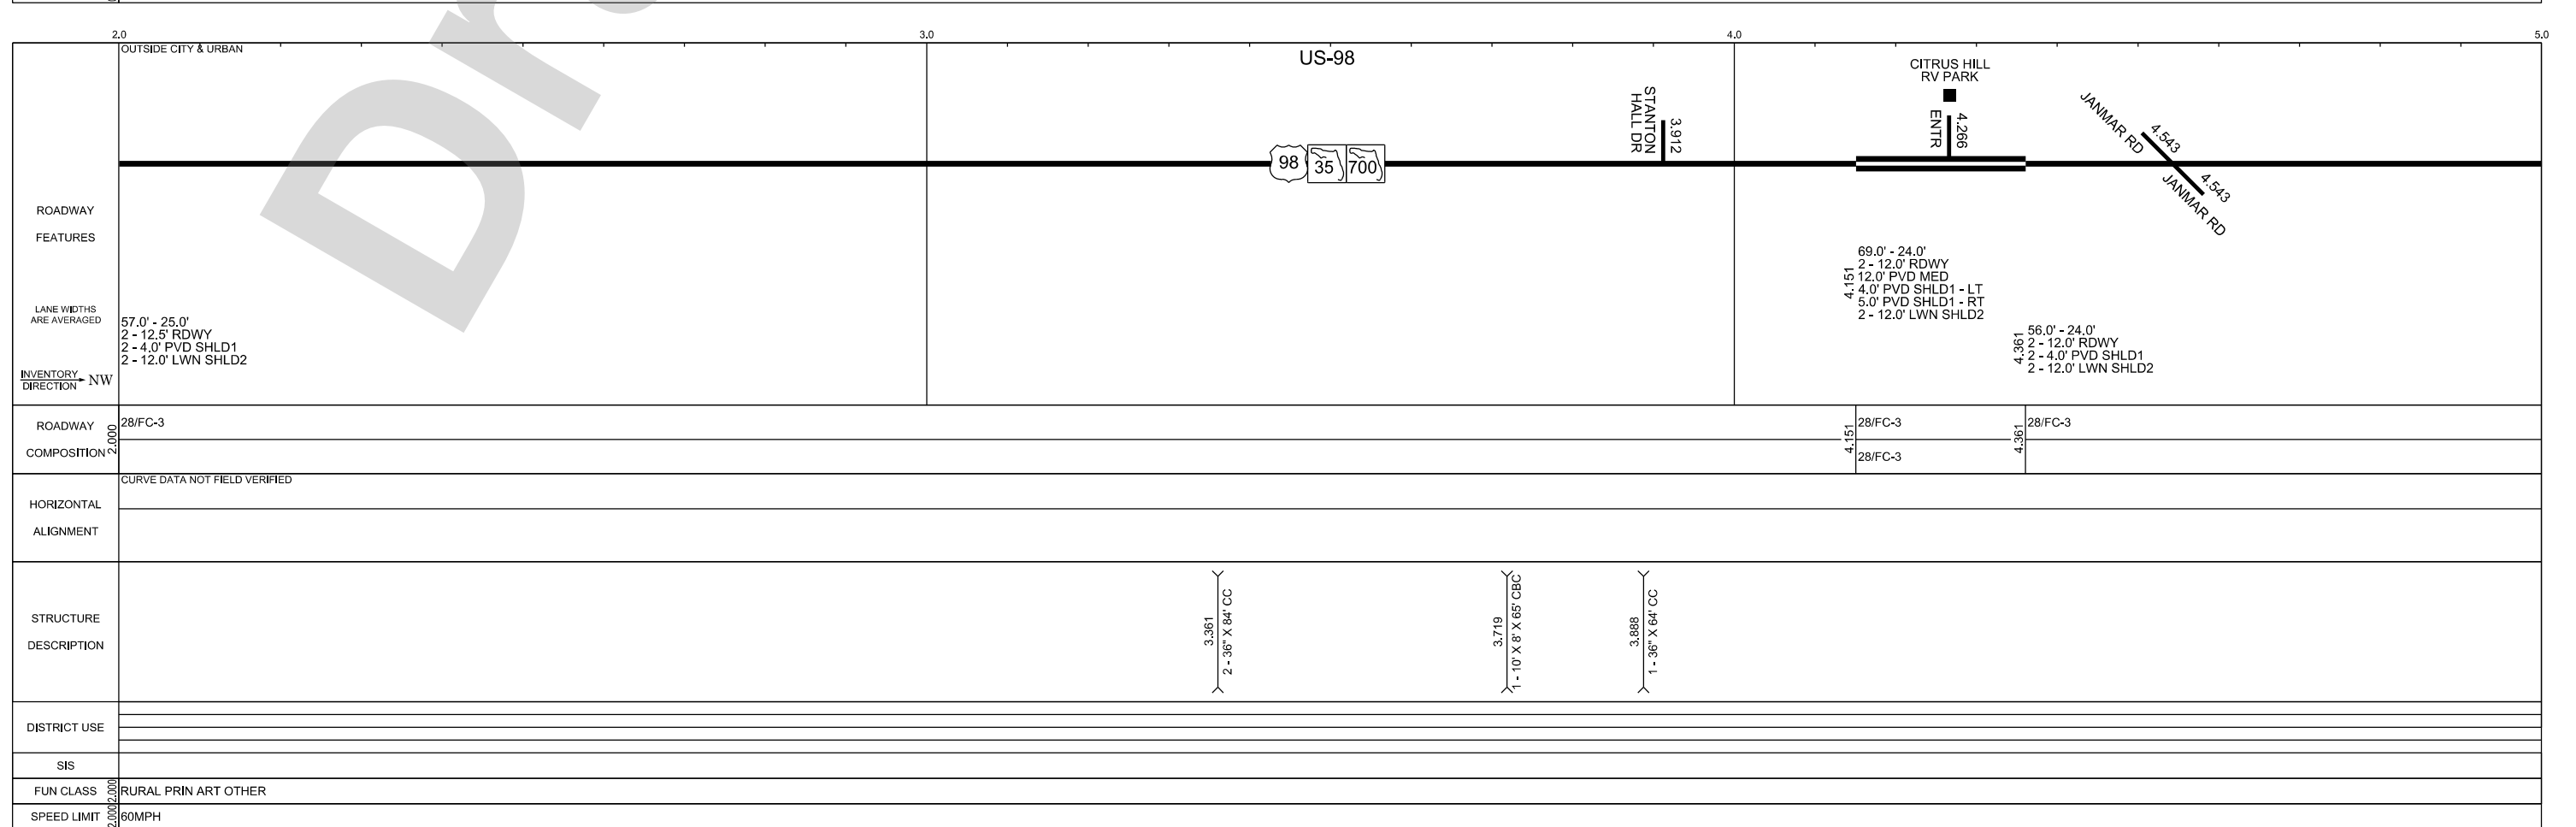 2.0
3.0
4.0
5.0
OUTSIDE CITY & URBAN
US-98
98
35
700
STANTON
HALL DR
3.912
CITRUS HILL
RV PARK
ENTR
4.266
JANMAR RD
4.543
4.543
JANMAR RD
ROADWAY
FEATURES
LANE WIDTHS
ARE AVERAGED
INVENTORY
DIRECTION
NW
57.0' - 25.0'
2 - 12.5' RDWY
2 - 4.0' PVD SHLD1
2 - 12.0' LWN SHLD2
4.151
69.0' - 24.0'
2 - 12.0' RDWY
12.0' PVD MED
4.0' PVD SHLD1 - LT
5.0' PVD SHLD1 - RT
2 - 12.0' LWN SHLD2
4.361
56.0' - 24.0'
2 - 12.0' RDWY
2 - 4.0' PVD SHLD1
2 - 12.0' LWN SHLD2
ROADWAY
COMPOSITION
2.000
28/FC-3
4.151
28/FC-3
28/FC-3
4.361
28/FC-3
HORIZONTAL
ALIGNMENT
CURVE DATA NOT FIELD VERIFIED
STRUCTURE
DESCRIPTION
3.361
2 - 36" X 84' CC
3.719
1 - 10' X 8' X 65' CBC
3.888
1 - 36" X 64' CC
DISTRICT USE
SIS
FUN CLASS
2.000
RURAL PRIN ART OTHER
SPEED LIMIT
2.000
60MPH